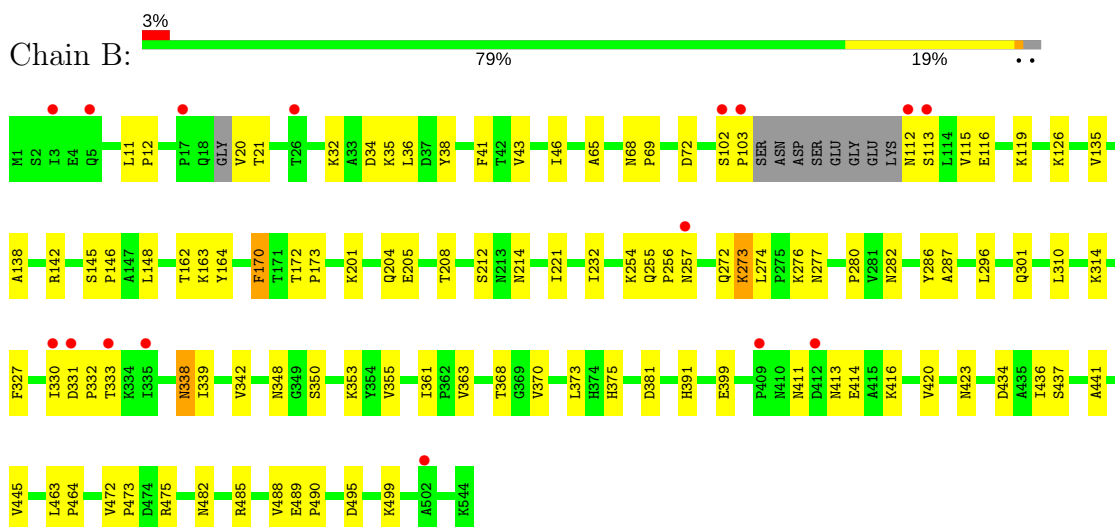 3%
Chain B:
79% 19% • •
M1 S2 I3 E4 Q5 L11 P12 P17 Q18 GLY V20 T21 T26 K32 A33 D34 K35 L36 D37 Y38 F41 T42 V43 I46 A65 N68 P69 D72 S102 P103 SER ASN ASP SER GLU GLY GLY GLU LYS N112 S113 L114 V115 E116 K119 K126 V135
A138 R142 S145 P146 A147 L148 T162 K163 Y164 F170 T171 T172 P173 K201 Q204 E205 T208 S212 N213 N214 I221 I232 K254 Q255 P256 N257 Q272 K273 L274 P275 K276 N277 P280 V281 N282 Y286 A287 L296 Q301 L310 K314
F327 I330 D331 P332 T333 K334 I335 N338 I339 V342 N348 G349 S350 K353 Y354 V355 I361 P362 V363 T368 G369 V370 L373 H374 H375 D381 H391 E399 P409 N410 N411 D412 N413 E414 A415 K416 V420 N423 D434 A435 I436 S437 A441
V445 L463 P464 V472 P473 D474 R475 N482 R485 V488 E489 P490 D495 K499 A502 K544